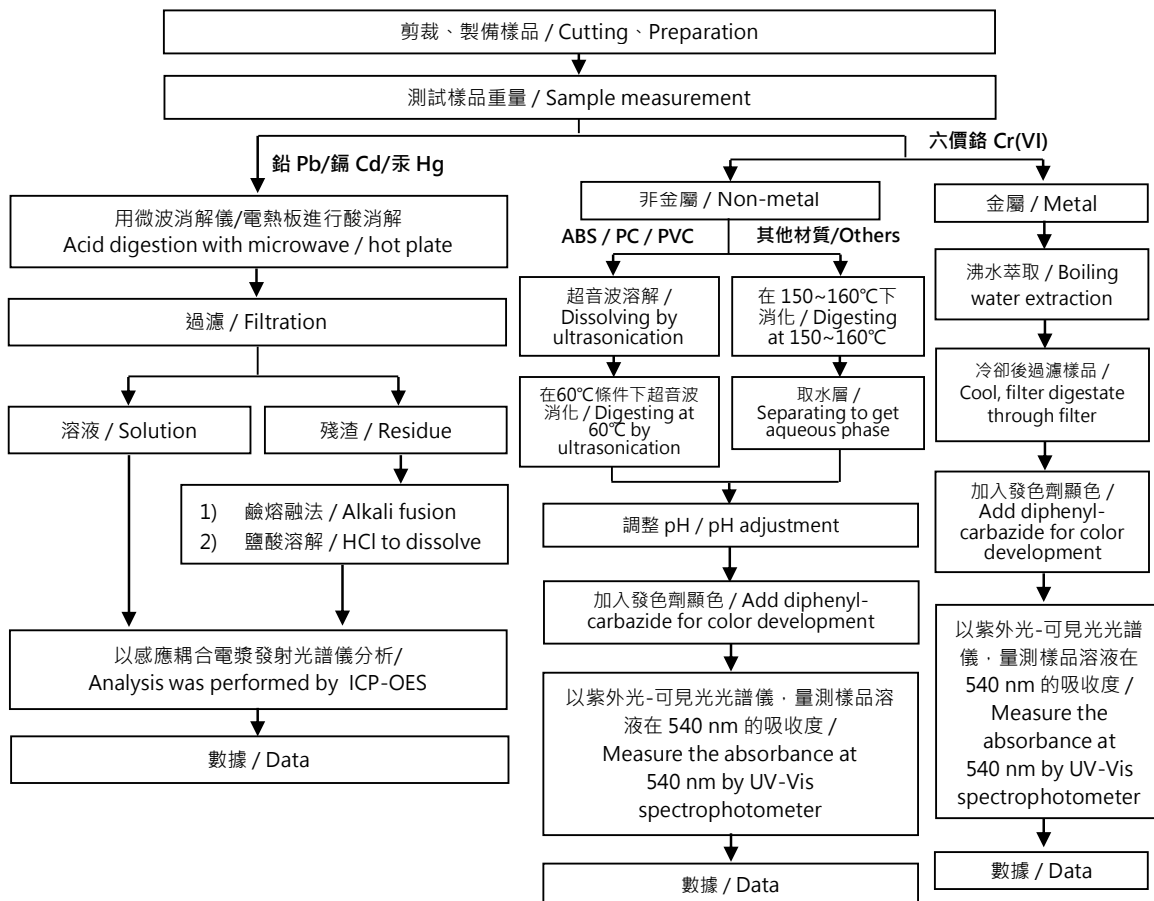 剪裁、製備樣品 / Cutting、Preparation
測試樣品重量 / Sample measurement
鉛 Pb/鎘 Cd/汞 Hg
六價鉻 Cr(VI)
用微波消解儀/電熱板進行酸消解
Acid digestion with microwave / hot plate
過濾 / Filtration
溶液 / Solution
殘渣 / Residue
1) 鹼熔融法 / Alkali fusion
2) 鹽酸溶解 / HCl to dissolve
以感應耦合電漿發射光譜儀分析/
Analysis was performed by ICP-OES
數據 / Data
非金屬 / Non-metal
ABS / PC / PVC
其他材質/Others
超音波溶解 /
Dissolving by
ultrasonication
在60℃條件下超音波
消化 / Digesting at
60℃ by
ultrasonication
在 150~160℃下
消化 / Digesting
at 150~160℃
取水層 /
Separating to get
aqueous phase
調整 pH / pH adjustment
加入發色劑顯色 / Add diphenyl-
carbazide for color development
以紫外光-可見光光譜儀，量測樣品溶
液在 540 nm 的吸收度 /
Measure the absorbance at
540 nm by UV-Vis
spectrophotometer
數據 / Data
金屬 / Metal
沸水萃取 / Boiling
water extraction
冷卻後過濾樣品 /
Cool, filter digestate
through filter
加入發色劑顯色 /
Add diphenyl-
carbazide for color
development
以紫外光-可見光光譜
儀，量測樣品溶液在
540 nm 的吸收度 /
Measure the
absorbance at
540 nm by UV-Vis
spectrophotometer
數據 / Data